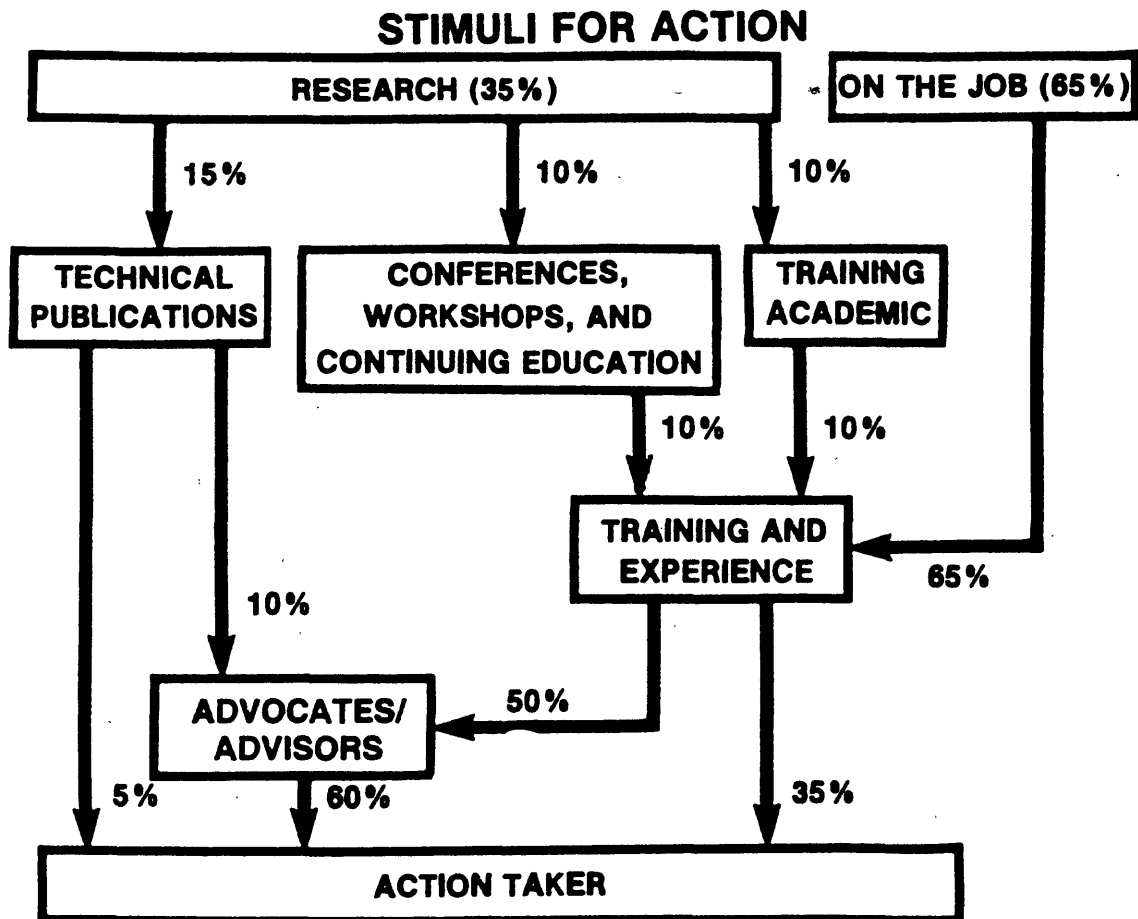 STIMULI FOR ACTION
RESEARCH (35%)
ON THE JOB (65%)
15%
10%
10%
TECHNICAL
PUBLICATIONS
CONFERENCES,
WORKSHOPS, AND
CONTINUING EDUCATION
TRAINING
ACADEMIC
10%
10%
TRAINING AND
EXPERIENCE
65%
10%
ADVOCATES/
ADVISORS
50%
5%
60%
35%
ACTION TAKER